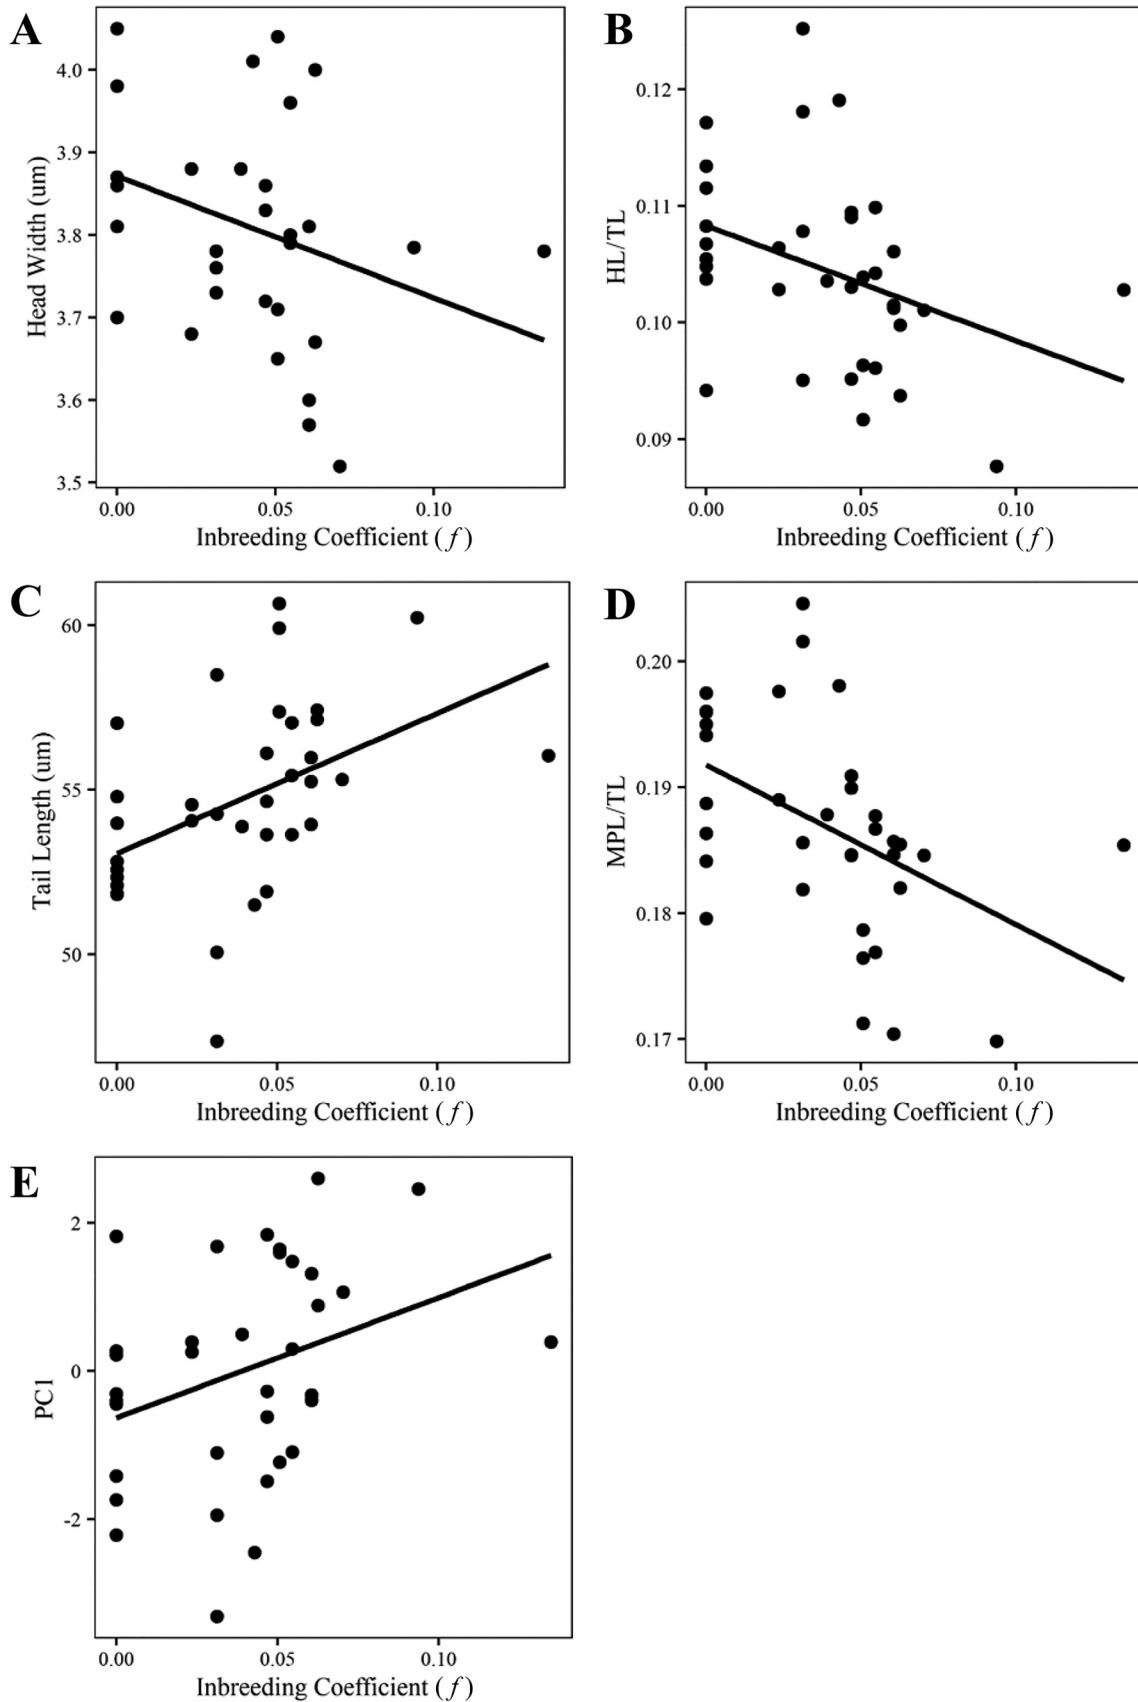 A
Head Width (um)
4.0
3.9
3.8
3.7
3.6
3.5
0.00 0.05 0.10
Inbreeding Coefficient (f)
B
HL/TL
0.12
0.11
0.10
0.09
0.00 0.05 0.10
Inbreeding Coefficient (f)
C
Tail Length (um)
60
55
50
0.00 0.05 0.10
Inbreeding Coefficient (f)
D
MPL/TL
0.20
0.19
0.18
0.17
0.00 0.05 0.10
Inbreeding Coefficient (f)
E
PC1
2
0
-2
0.00 0.05 0.10
Inbreeding Coefficient (f)